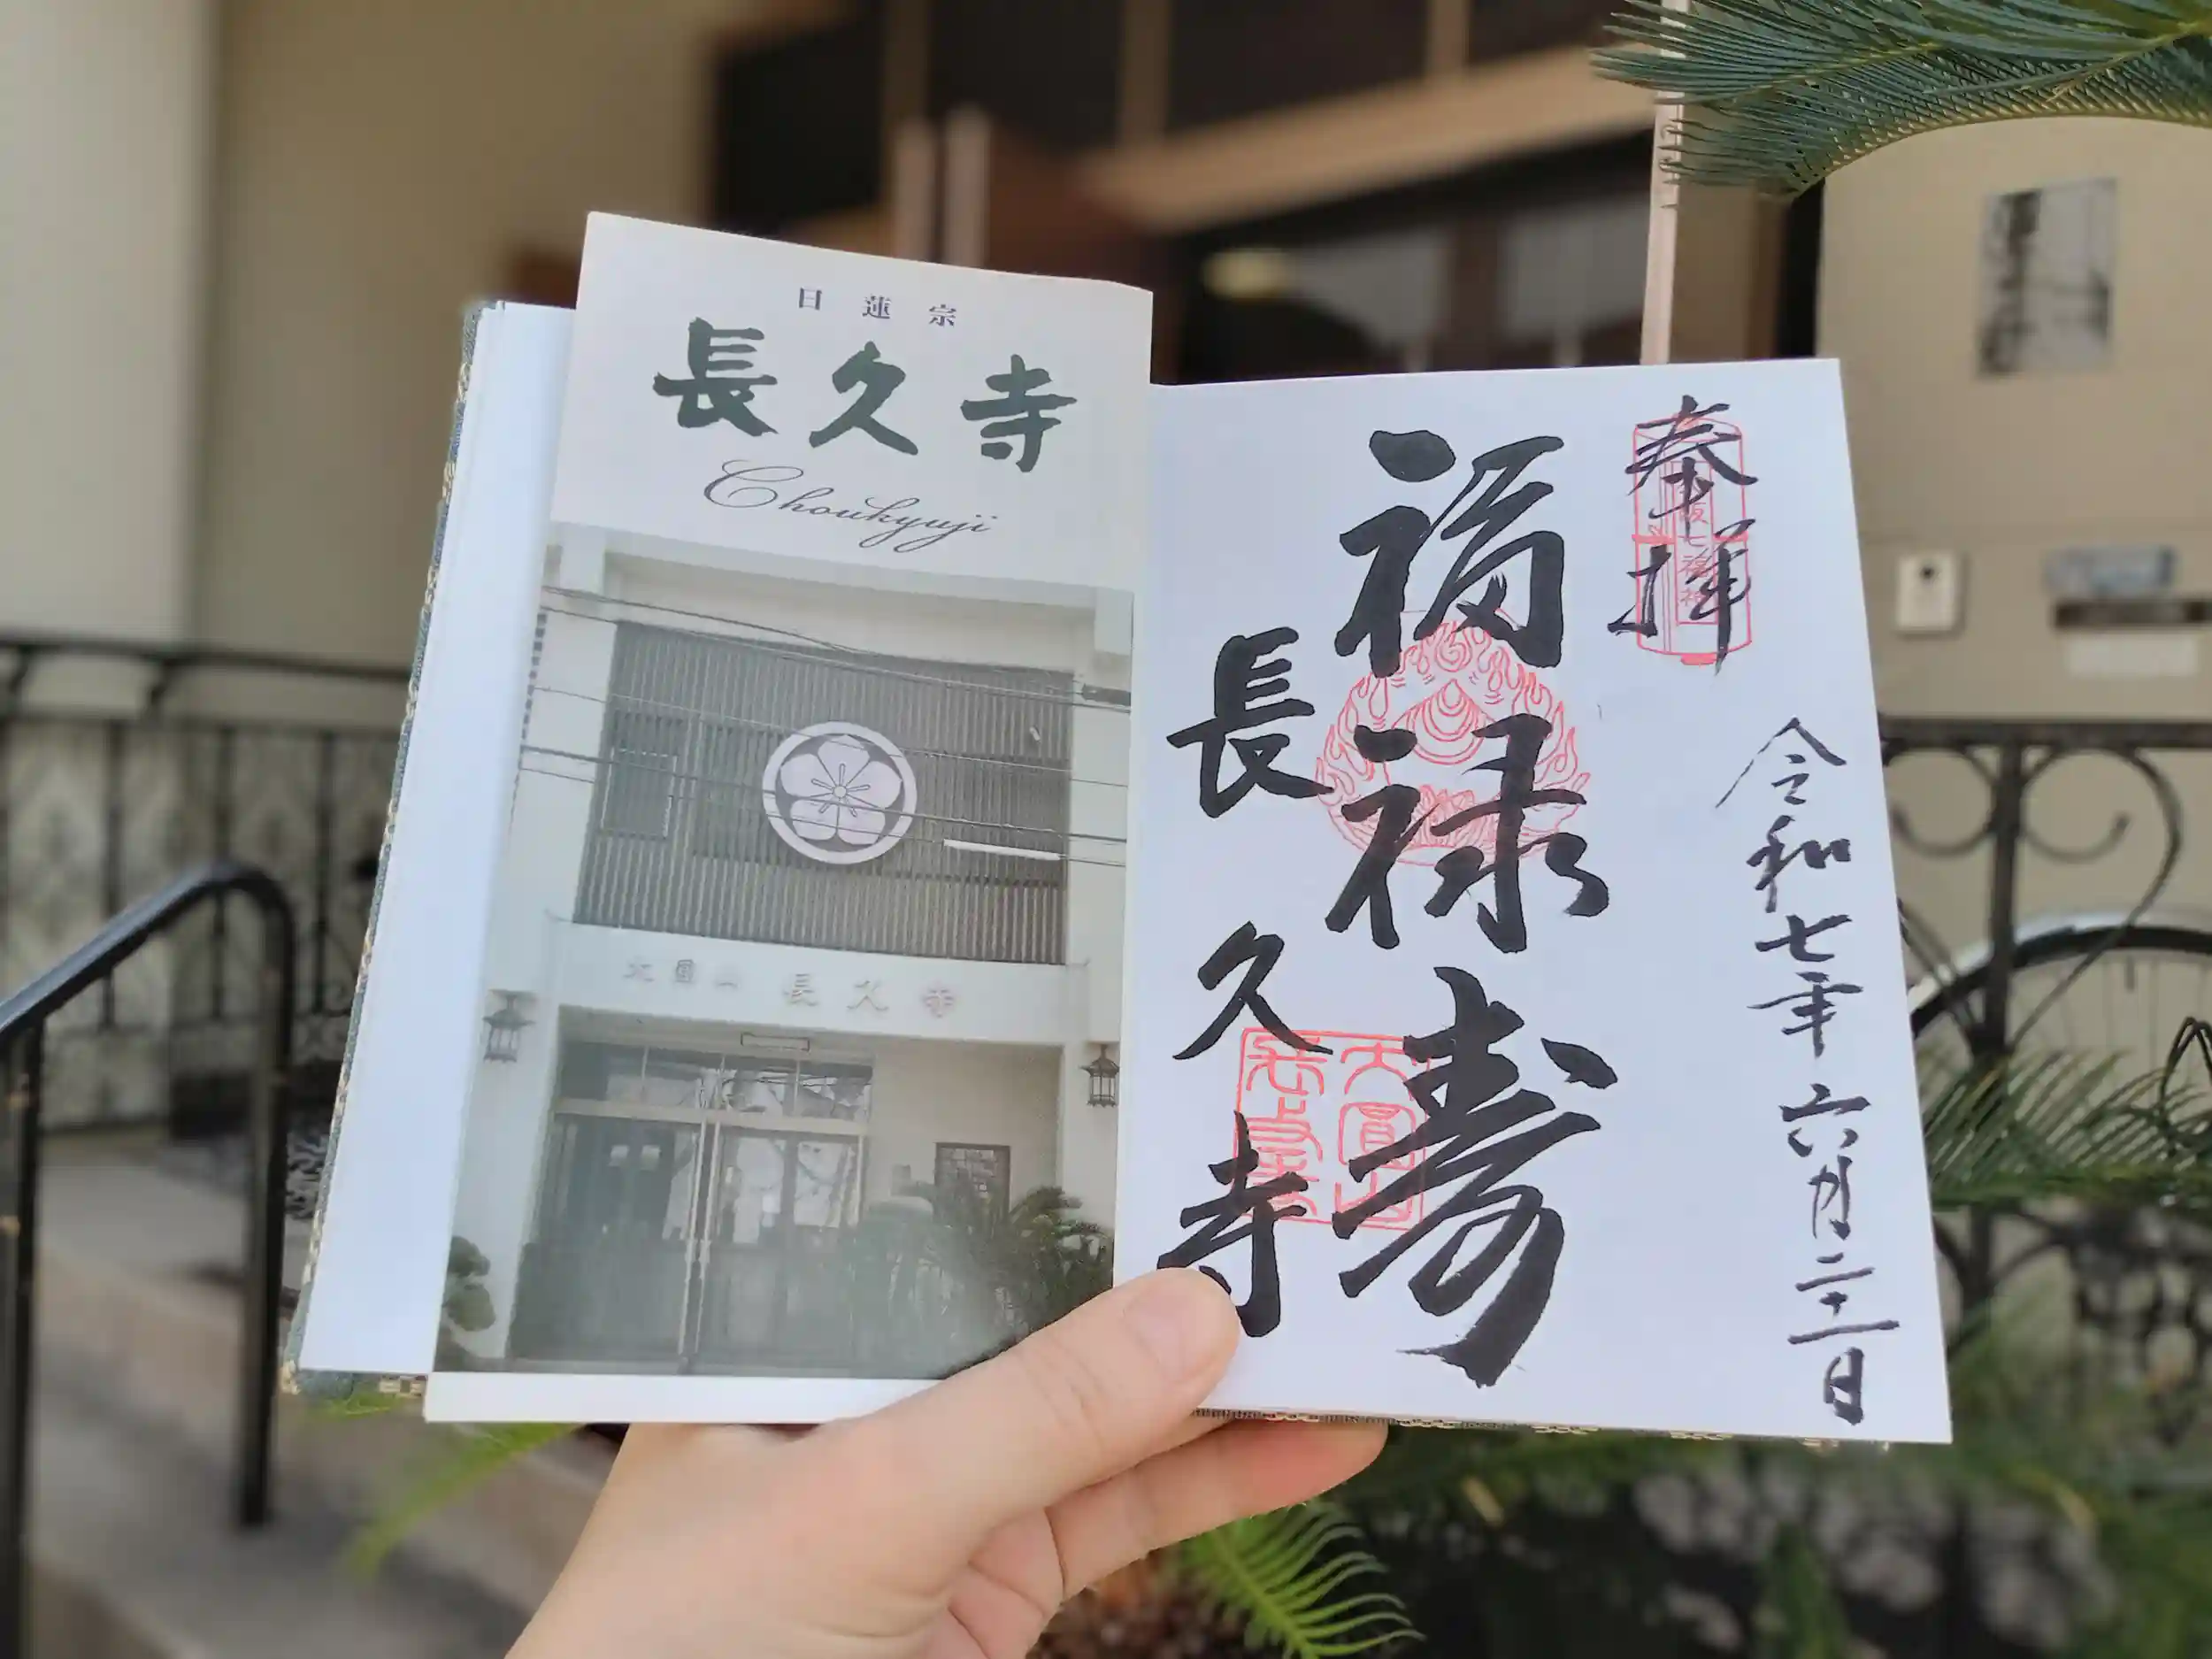 日蓮宗
長久寺
Choukyuji
大圓山 長久寺
奉拝
令和七年六月二十一日
福禄寿
長久寺